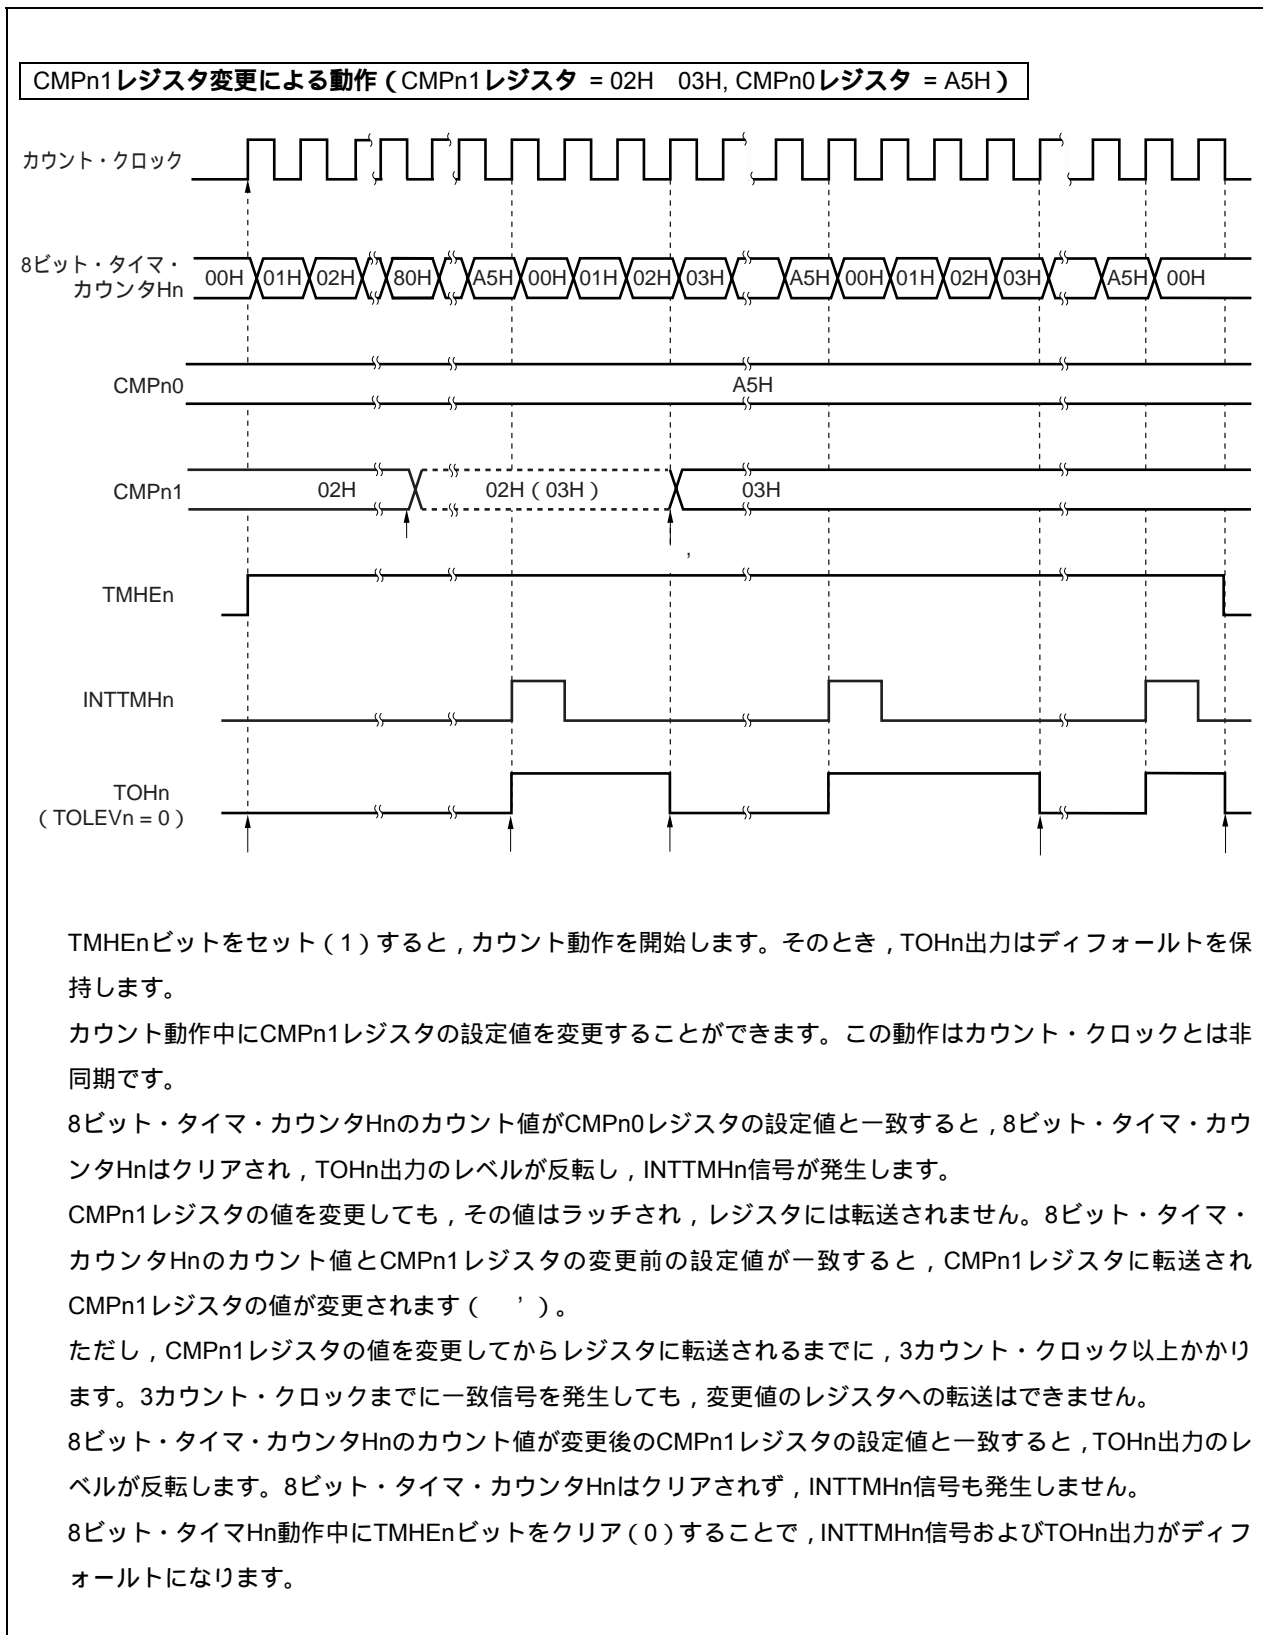 CMPn1レジスタ変更による動作（CMPn1レジスタ = 02H　03H, CMPn0レジスタ = A5H）
カウント・クロック
8ビット・タイマ・
カウンタHn
00H 01H 02H 80H A5H 00H 01H 02H 03H A5H 00H 01H 02H 03H A5H 00H
CMPn0
A5H
CMPn1
02H 02H（03H） 03H
’
TMHEn
INTTMHn
TOHn
（TOLEVn = 0）
TMHEnビットをセット（1）すると，カウント動作を開始します。そのとき，TOHn出力はディフォールトを保
持します。
カウント動作中にCMPn1レジスタの設定値を変更することができます。この動作はカウント・クロックとは非
同期です。
8ビット・タイマ・カウンタHnのカウント値がCMPn0レジスタの設定値と一致すると，8ビット・タイマ・カウ
ンタHnはクリアされ，TOHn出力のレベルが反転し，INTTMHn信号が発生します。
CMPn1レジスタの値を変更しても，その値はラッチされ，レジスタには転送されません。8ビット・タイマ・
カウンタHnのカウント値とCMPn1レジスタの変更前の設定値が一致すると，CMPn1レジスタに転送され
CMPn1レジスタの値が変更されます（　’）。
ただし，CMPn1レジスタの値を変更してからレジスタに転送されるまでに，3カウント・クロック以上かかり
ます。3カウント・クロックまでに一致信号を発生しても，変更値のレジスタへの転送はできません。
8ビット・タイマ・カウンタHnのカウント値が変更後のCMPn1レジスタの設定値と一致すると，TOHn出力のレ
ベルが反転します。8ビット・タイマ・カウンタHnはクリアされず，INTTMHn信号も発生しません。
8ビット・タイマHn動作中にTMHEnビットをクリア（0）することで，INTTMHn信号およびTOHn出力がディフ
ォールトになります。